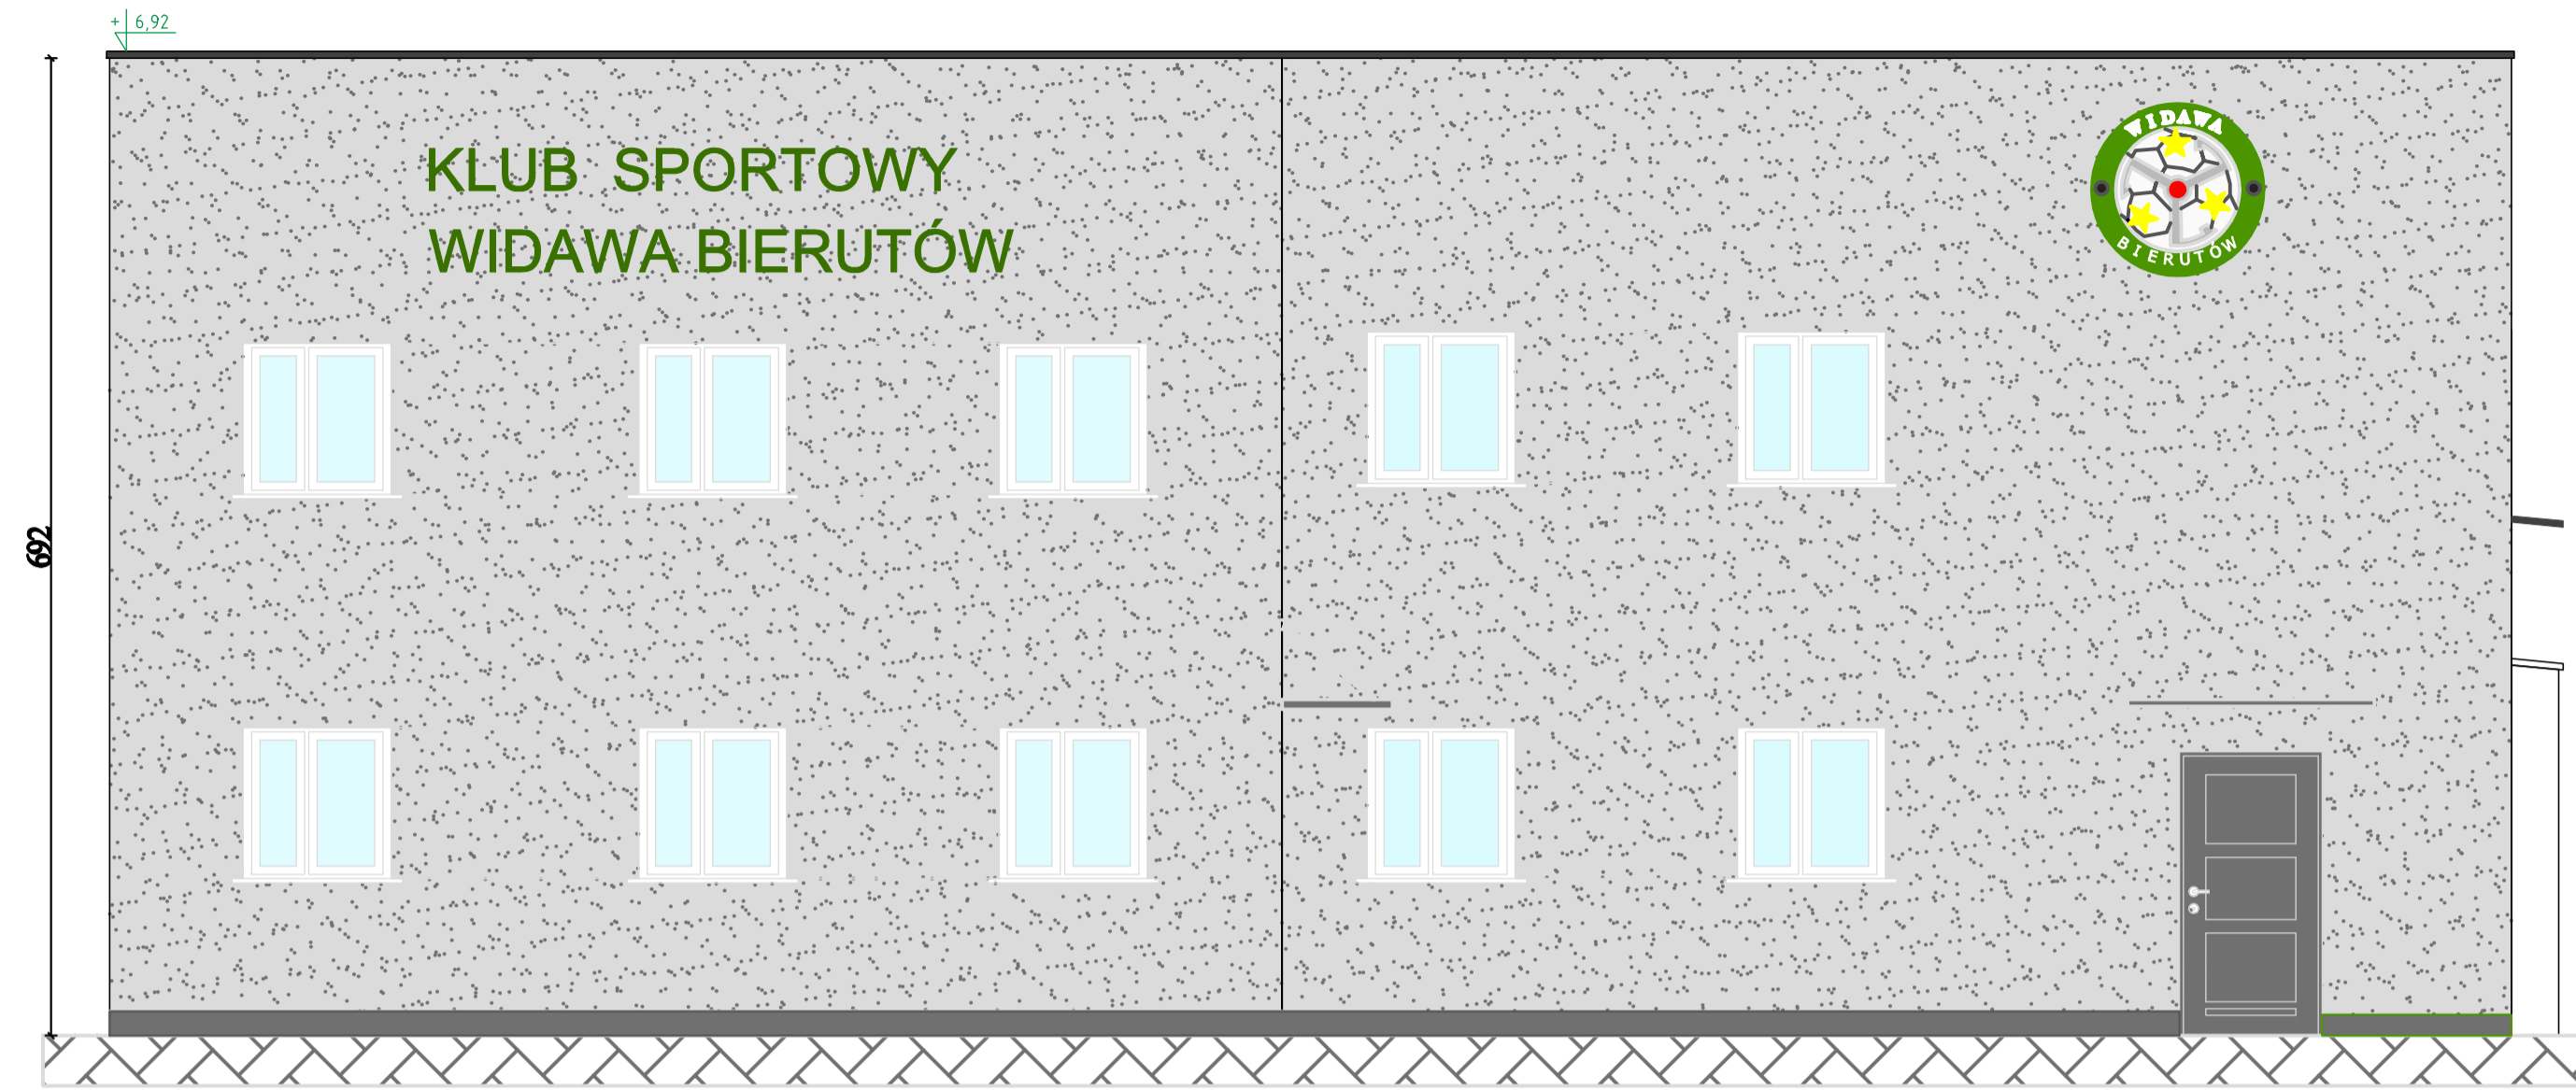 + 6,92
KLUB SPORTOWY
WIDAWA BIERUTÓW
WIDAWA
BIERUTÓW
692